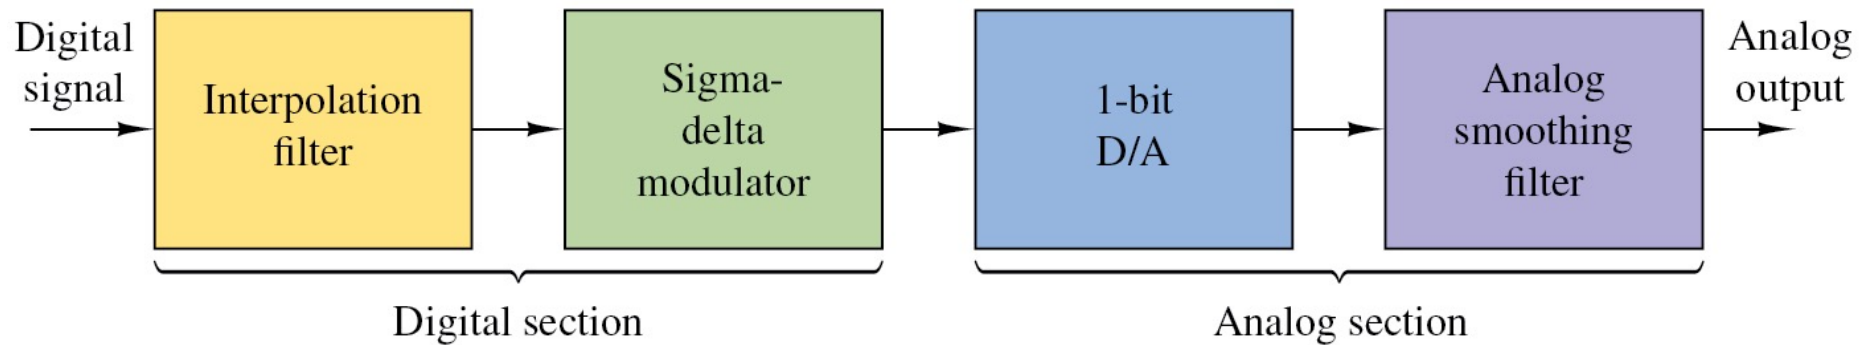 Digital
signal
Interpolation
filter
Sigma-
delta
modulator
1-bit
D/A
Analog
smoothing
filter
Analog
output
Digital section
Analog section